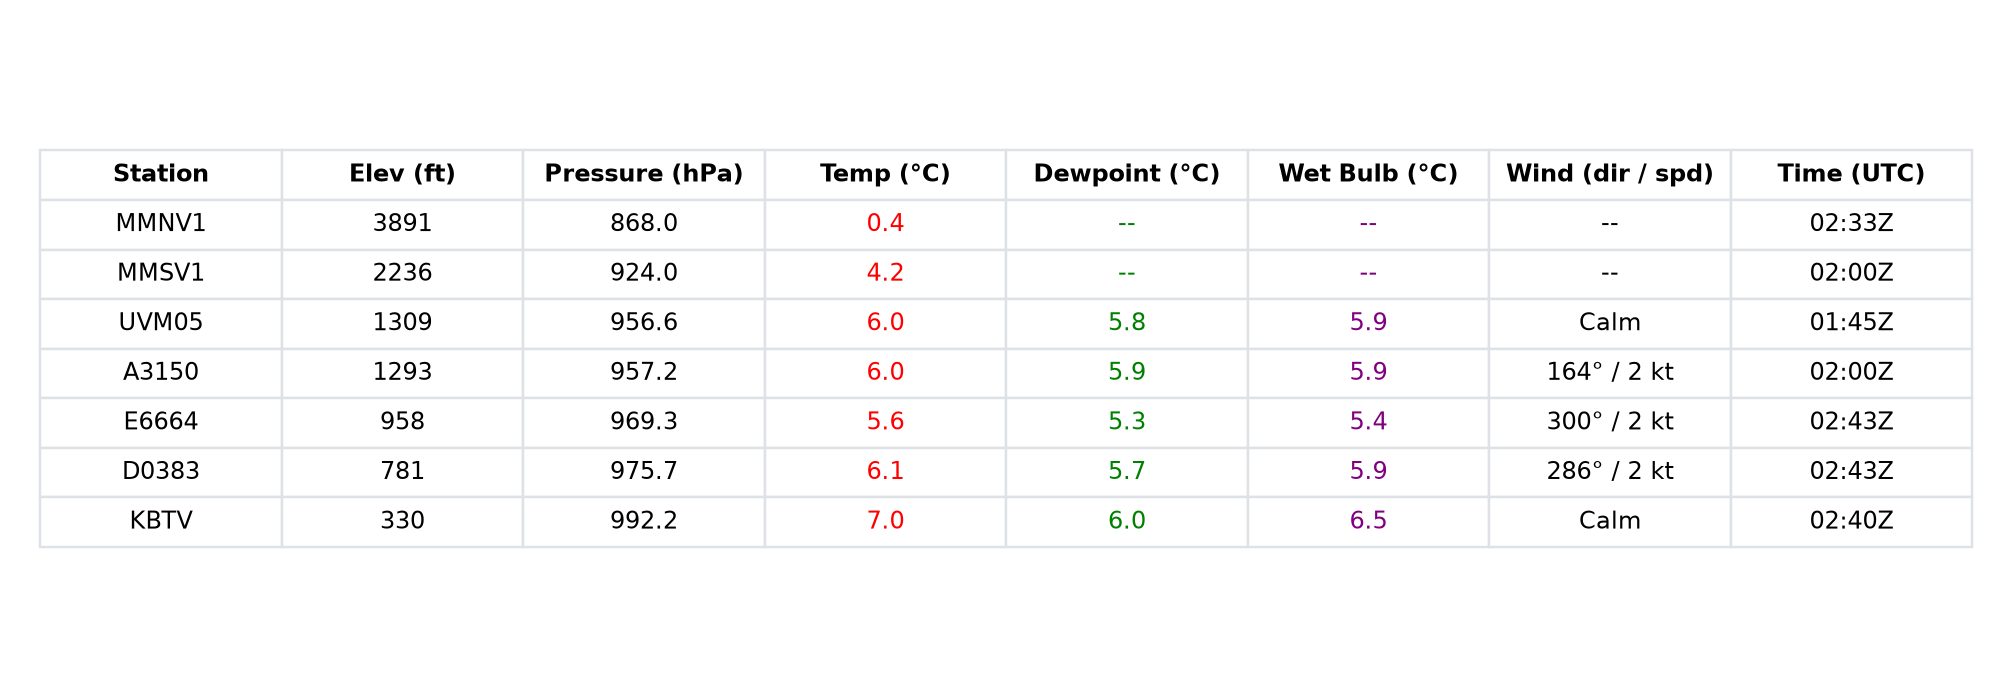 Station Elev (ft) Pressure (hPa) Temp (°C) Dewpoint (°C) Wet Bulb (°C) Wind (dir / spd) Time (UTC)
MMNV1 3891 868.0 0.4 -- -- -- 02:33Z
MMSV1 2236 924.0 4.2 -- -- -- 02:00Z
UVM05 1309 956.6 6.0 5.8 5.9 Calm 01:45Z
A3150 1293 957.2 6.0 5.9 5.9 164° / 2 kt 02:00Z
E6664 958 969.3 5.6 5.3 5.4 300° / 2 kt 02:43Z
D0383 781 975.7 6.1 5.7 5.9 286° / 2 kt 02:43Z
KBTV 330 992.2 7.0 6.0 6.5 Calm 02:40Z